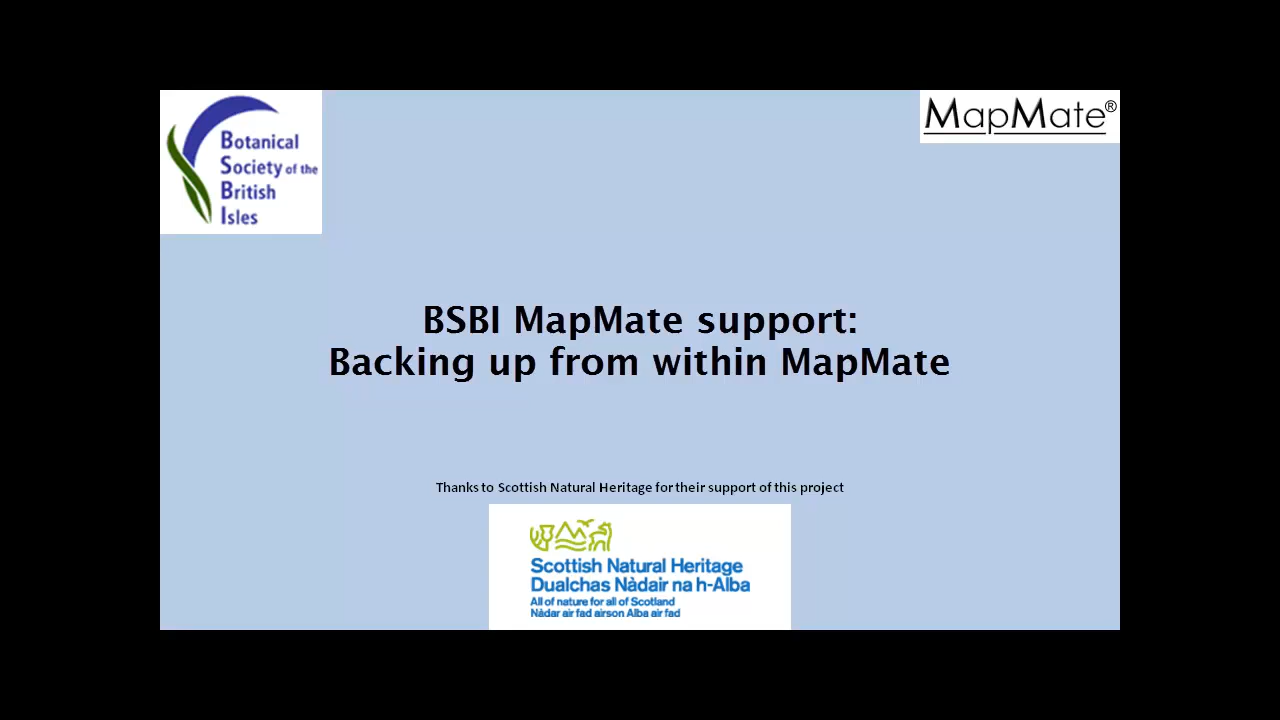 Botanical
Society of the
British
Isles
MapMate®
BSBI MapMate support:
Backing up from within MapMate
Thanks to Scottish Natural Heritage for their support of this project
Scottish Natural Heritage
Dualchas Nàdair na h-Alba
All of nature for all of Scotland
Nàdar air fad airson Alba air fad